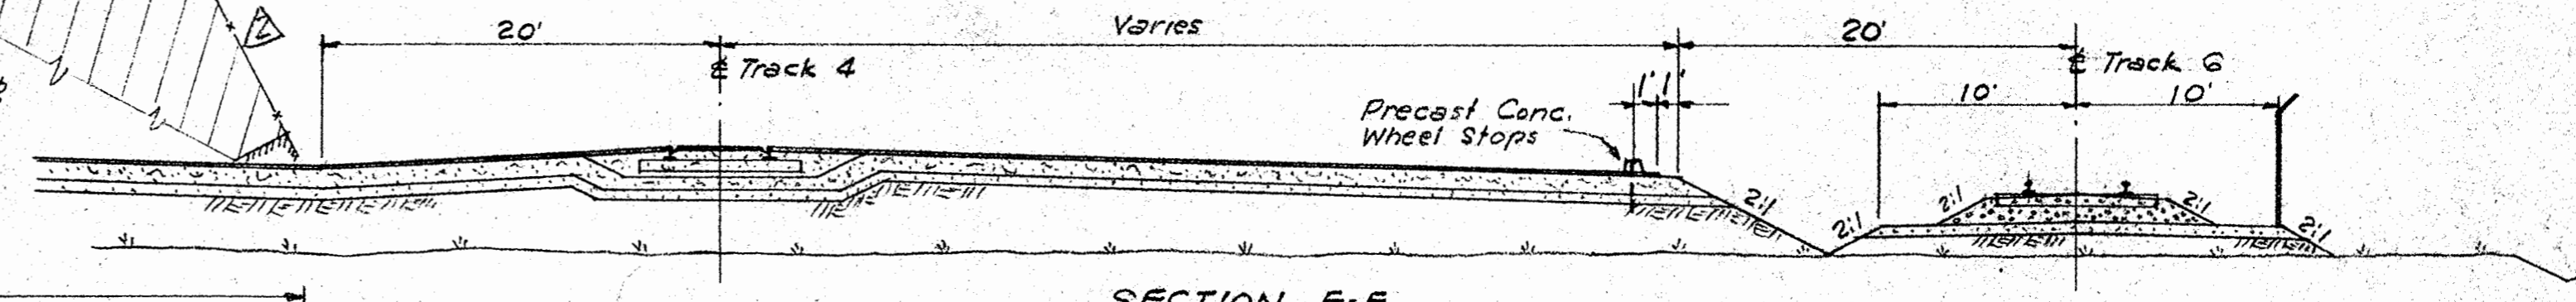 2
20'
Varies
20'
℄ Track 4
℄ Track 6
1' 1'
10'
10'
Precast Conc.
Wheel Stops
2:1
2:1
2:1
2:1
2:1